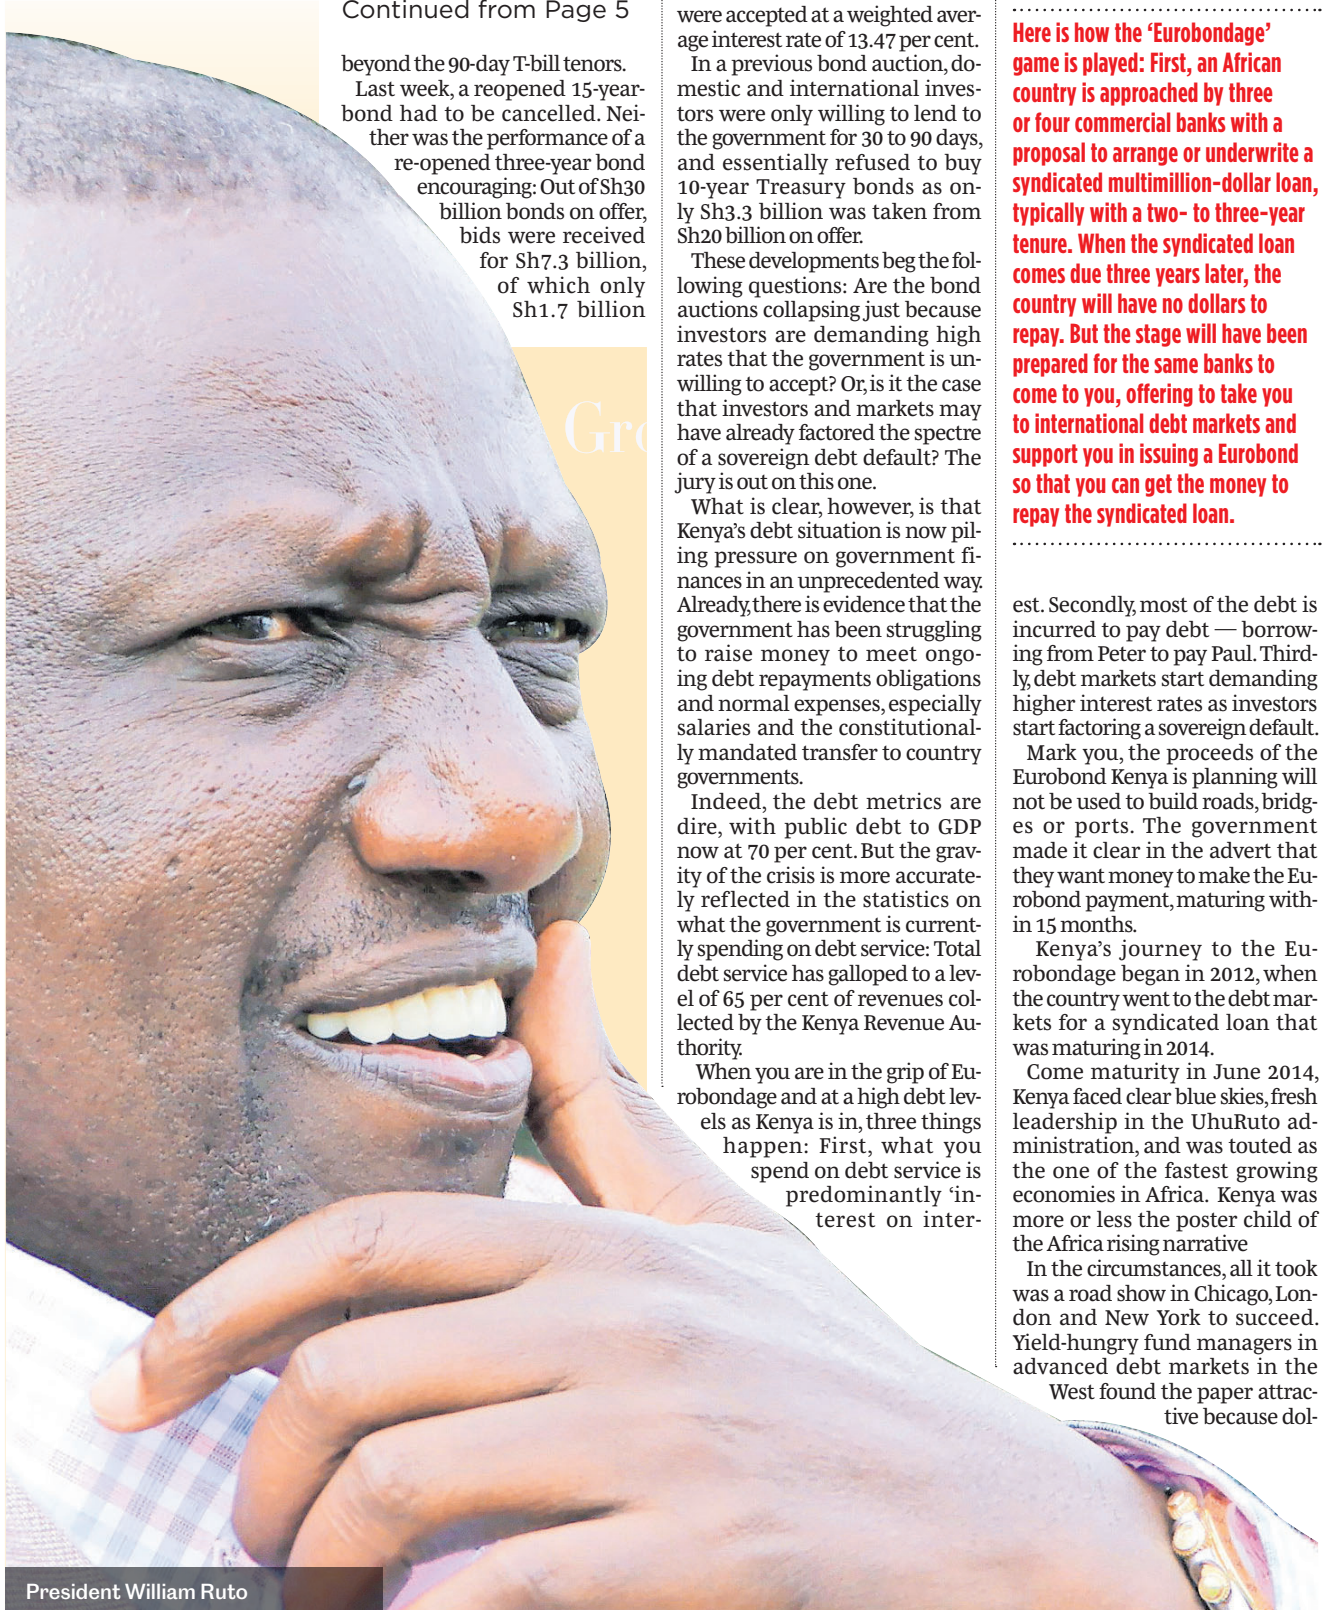 Continued from Page 5
beyond the 90-day T-bill tenors.
Last week, a reopened 15-year-
bond had to be cancelled. Nei-
ther was the performance of a
re-opened three-year bond
encouraging: Out of Sh30
billion bonds on offer,
bids were received
for Sh7.3 billion,
of which only
Sh1.7 billion
Gro
were accepted at a weighted aver-
age interest rate of 13.47 per cent.
In a previous bond auction, do-
mestic and international inves-
tors were only willing to lend to
the government for 30 to 90 days,
and essentially refused to buy
10-year Treasury bonds as on-
ly Sh3.3 billion was taken from
Sh20 billion on offer.
These developments beg the fol-
lowing questions: Are the bond
auctions collapsing just because
investors are demanding high
rates that the government is un-
willing to accept? Or, is it the case
that investors and markets may
have already factored the spectre
of a sovereign debt default? The
jury is out on this one.
What is clear, however, is that
Kenya's debt situation is now pil-
ing pressure on government fi-
nances in an unprecedented way.
Already, there is evidence that the
government has been struggling
to raise money to meet ongo-
ing debt repayments obligations
and normal expenses, especially
salaries and the constitutional-
ly mandated transfer to country
governments.
Indeed, the debt metrics are
dire, with public debt to GDP
now at 70 per cent. But the grav-
ity of the crisis is more accurate-
ly reflected in the statistics on
what the government is current-
ly spending on debt service: Total
debt service has galloped to a lev-
el of 65 per cent of revenues col-
lected by the Kenya Revenue Au-
thority.
When you are in the grip of Eu-
robondage and at a high debt lev-
els as Kenya is in, three things
happen: First, what you
spend on debt service is
predominantly ‘in-
terest on inter-
Here is how the ‘Eurobondage’
game is played: First, an African
country is approached by three
or four commercial banks with a
proposal to arrange or underwrite a
syndicated multimillion-dollar loan,
typically with a two- to three-year
tenure. When the syndicated loan
comes due three years later, the
country will have no dollars to
repay. But the stage will have been
prepared for the same banks to
come to you, offering to take you
to international debt markets and
support you in issuing a Eurobond
so that you can get the money to
repay the syndicated loan.
est. Secondly, most of the debt is
incurred to pay debt — borrow-
ing from Peter to pay Paul. Third-
ly, debt markets start demanding
higher interest rates as investors
start factoring a sovereign default.
Mark you, the proceeds of the
Eurobond Kenya is planning will
not be used to build roads, bridg-
es or ports. The government
made it clear in the advert that
they want money to make the Eu-
robond payment, maturing with-
in 15 months.
Kenya's journey to the Eu-
robondage began in 2012, when
the country went to the debt mar-
kets for a syndicated loan that
was maturing in 2014.
Come maturity in June 2014,
Kenya faced clear blue skies, fresh
leadership in the UhuRuto ad-
ministration, and was touted as
the one of the fastest growing
economies in Africa. Kenya was
more or less the poster child of
the Africa rising narrative
In the circumstances, all it took
was a road show in Chicago, Lon-
don and New York to succeed.
Yield-hungry fund managers in
advanced debt markets in the
West found the paper attrac-
tive because dol-
President William Ruto